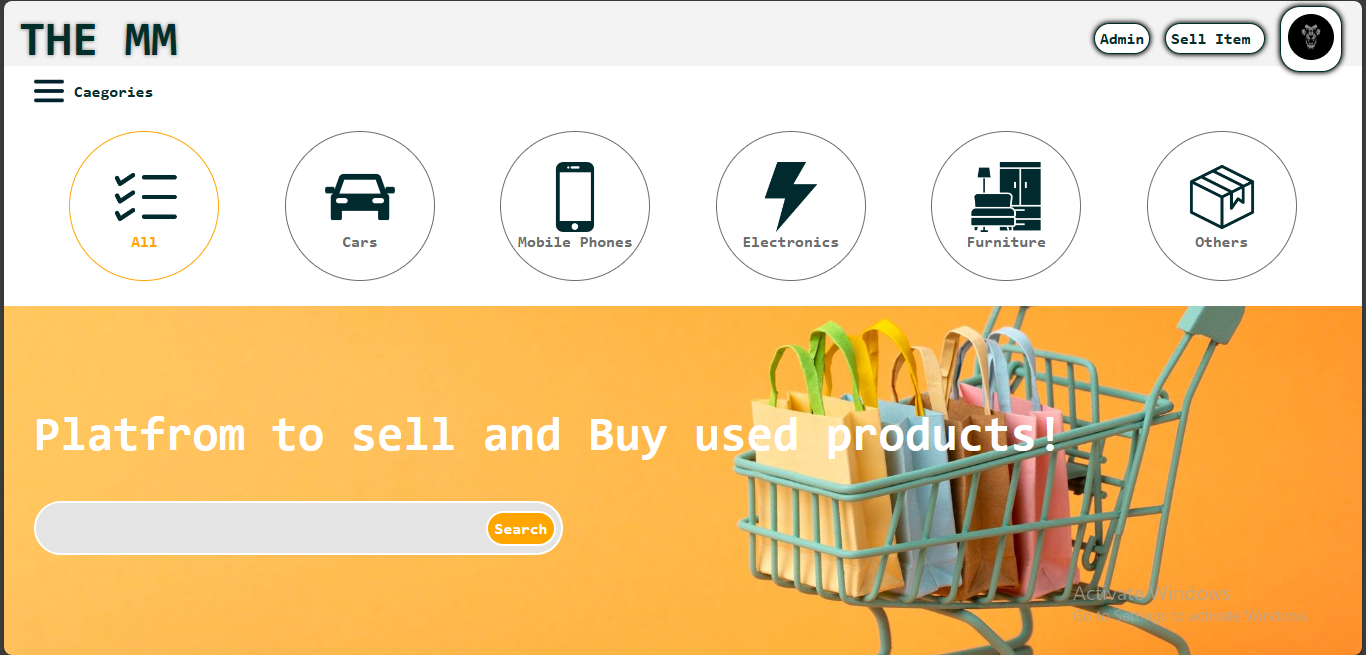 THE MM
Admin
Sell Item
Caegories
All
Cars
Mobile Phones
Electronics
Furniture
Others
Platfrom to sell and Buy used products!
Search
Activate Windows
Go to Settings to activate Windows.